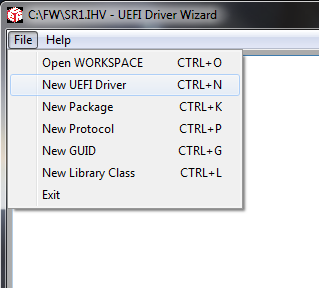 C:\FW\SR1.IHV - UEFI Driver Wizard
File Help
Open WORKSPACE CTRL+O
New UEFI Driver CTRL+N
New Package CTRL+K
New Protocol CTRL+P
New GUID CTRL+G
New Library Class CTRL+L
Exit